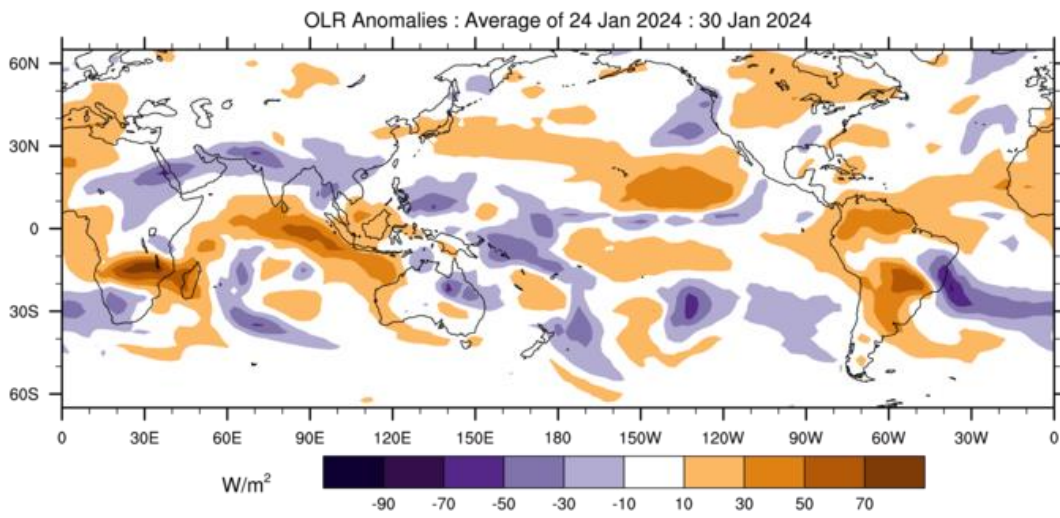 OLR Anomalies : Average of 24 Jan 2024 : 30 Jan 2024
60N
30N
0
30S
60S
0 30E 60E 90E 120E 150E 180 150W 120W 90W 60W 30W 0
W/m²
-90 -70 -50 -30 -10 10 30 50 70